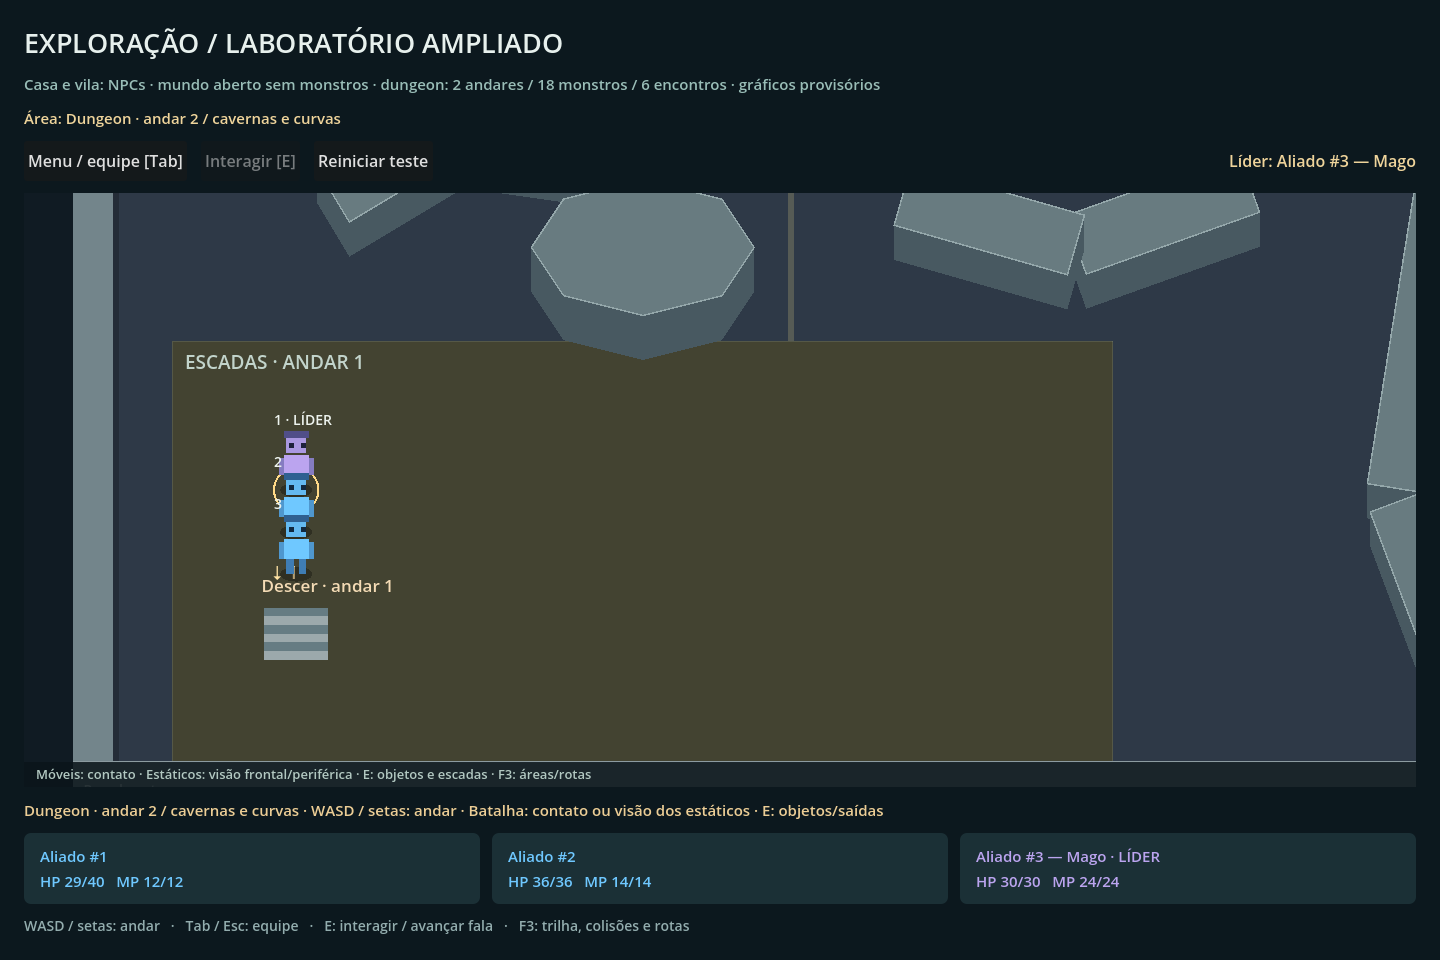 EXPLORAÇÃO / LABORATÓRIO AMPLIADO
Casa e vila: NPCs · mundo aberto sem monstros · dungeon: 2 andares / 18 monstros / 6 encontros · gráficos provisórios
Área: Dungeon · andar 2 / cavernas e curvas
Menu / equipe [Tab] Interagir [E] Reiniciar teste Líder: Aliado #3 — Mago
ESCADAS · ANDAR 1
1 · LÍDER
2
3
Descer · andar 1
Móveis: contato · Estáticos: visão frontal/periférica · E: objetos e escadas · F3: áreas/rotas
Dungeon · andar 2 / cavernas e curvas · WASD / setas: andar · Batalha: contato ou visão dos estáticos · E: objetos/saídas
Aliado #1 Aliado #2 Aliado #3 — Mago · LÍDER
HP 29/40 MP 12/12 HP 36/36 MP 14/14 HP 30/30 MP 24/24
WASD / setas: andar · Tab / Esc: equipe · E: interagir / avançar fala · F3: trilha, colisões e rotas